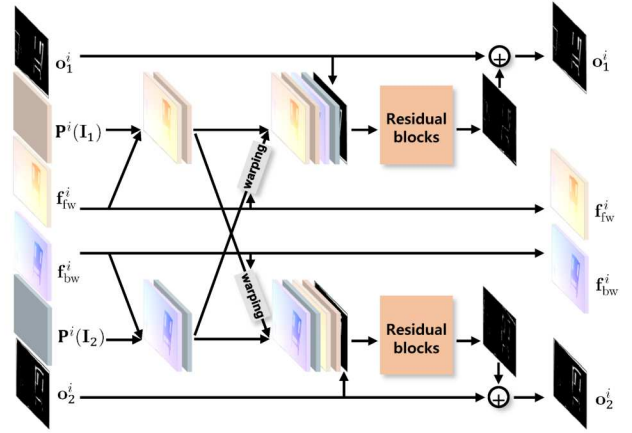 o₁ⁱ
o₁ⁱ
Pⁱ(I₁)
Residual
blocks
warping
f_fwⁱ
f_fwⁱ
f_bwⁱ
f_bwⁱ
warping
Pⁱ(I₂)
Residual
blocks
o₂ⁱ
o₂ⁱ